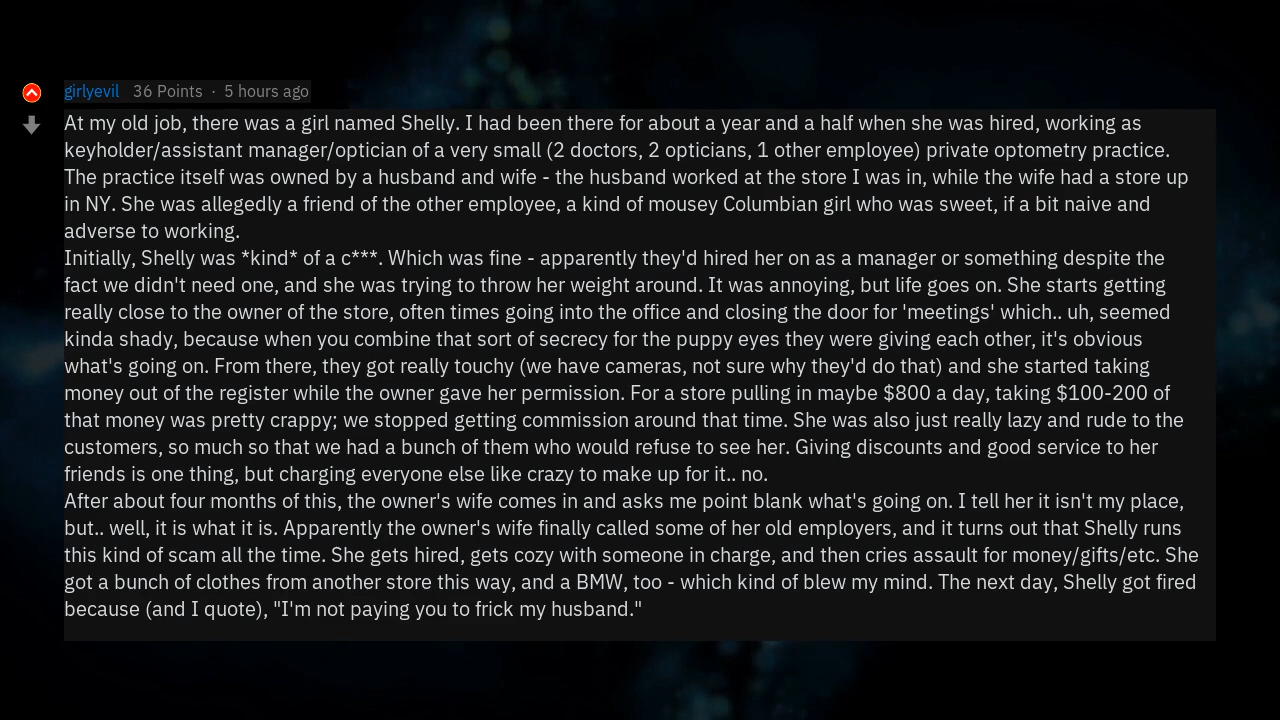 girlyevil 36 Points · 5 hours ago
At my old job, there was a girl named Shelly. I had been there for about a year and a half when she was hired, working as
keyholder/assistant manager/optician of a very small (2 doctors, 2 opticians, 1 other employee) private optometry practice.
The practice itself was owned by a husband and wife - the husband worked at the store I was in, while the wife had a store up
in NY. She was allegedly a friend of the other employee, a kind of mousey Columbian girl who was sweet, if a bit naive and
adverse to working.
Initially, Shelly was *kind* of a c***. Which was fine - apparently they'd hired her on as a manager or something despite the
fact we didn't need one, and she was trying to throw her weight around. It was annoying, but life goes on. She starts getting
really close to the owner of the store, often times going into the office and closing the door for 'meetings' which.. uh, seemed
kinda shady, because when you combine that sort of secrecy for the puppy eyes they were giving each other, it's obvious
what's going on. From there, they got really touchy (we have cameras, not sure why they'd do that) and she started taking
money out of the register while the owner gave her permission. For a store pulling in maybe $800 a day, taking $100-200 of
that money was pretty crappy; we stopped getting commission around that time. She was also just really lazy and rude to the
customers, so much so that we had a bunch of them who would refuse to see her. Giving discounts and good service to her
friends is one thing, but charging everyone else like crazy to make up for it.. no.
After about four months of this, the owner's wife comes in and asks me point blank what's going on. I tell her it isn't my place,
but.. well, it is what it is. Apparently the owner's wife finally called some of her old employers, and it turns out that Shelly runs
this kind of scam all the time. She gets hired, gets cozy with someone in charge, and then cries assault for money/gifts/etc. She
got a bunch of clothes from another store this way, and a BMW, too - which kind of blew my mind. The next day, Shelly got fired
because (and I quote), "I'm not paying you to frick my husband."